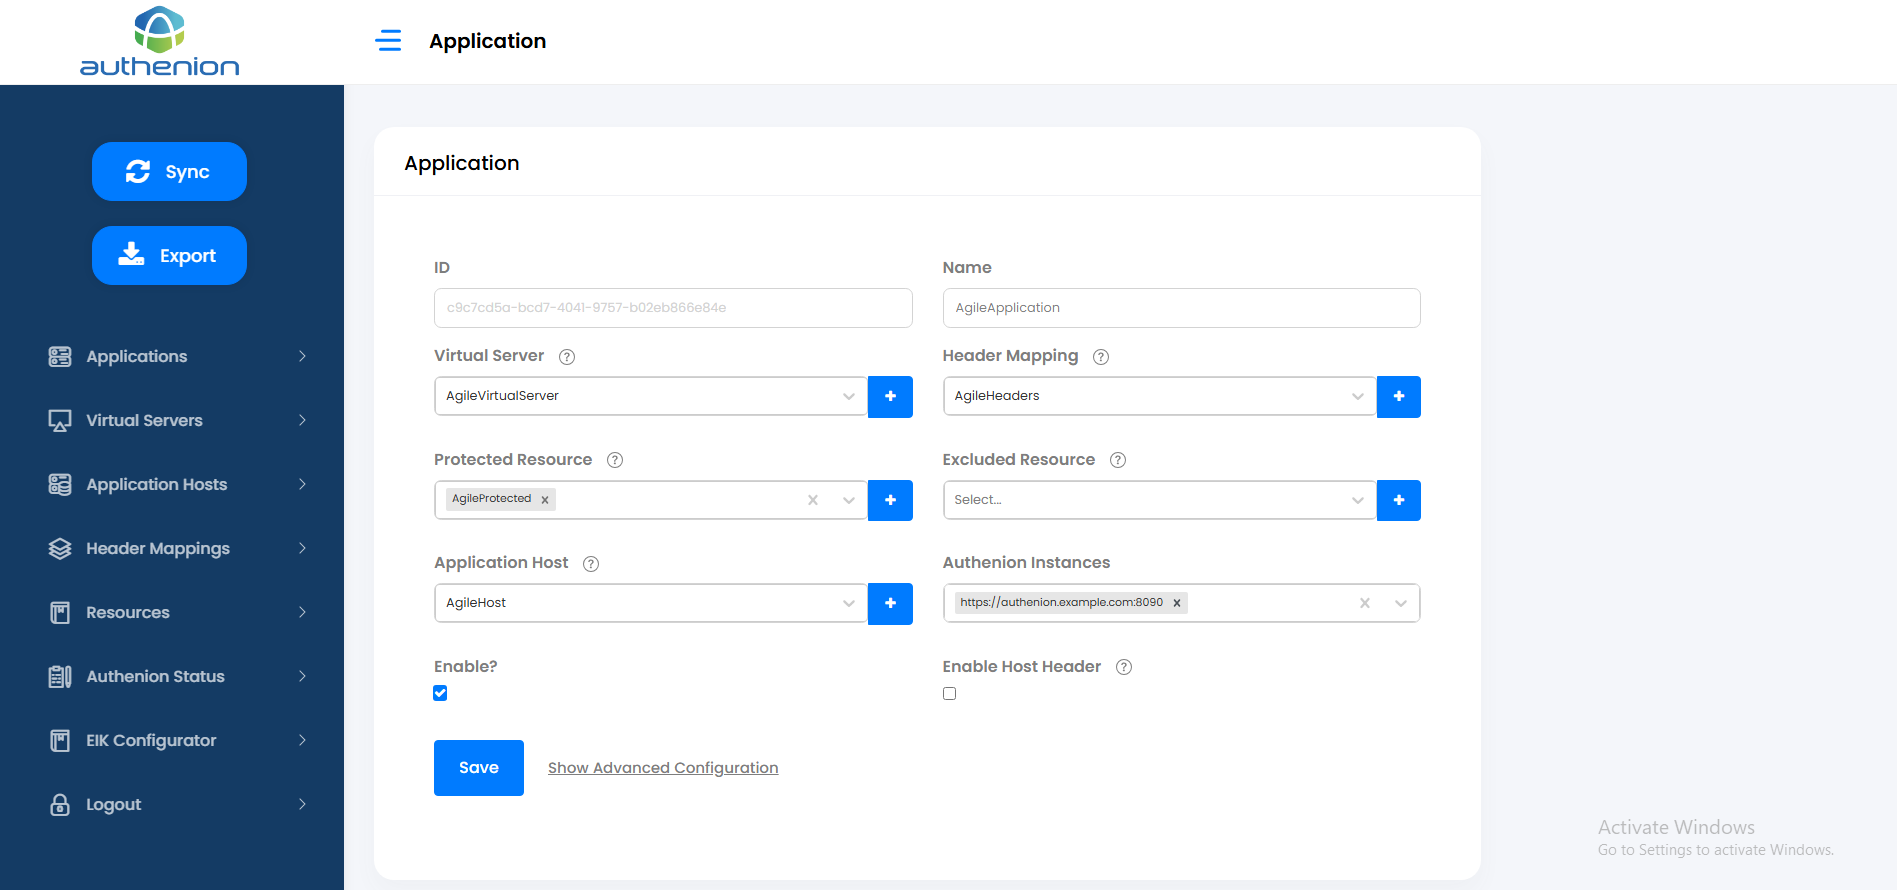 authenion
Application
Sync
Export
Applications
Virtual Servers
Application Hosts
Header Mappings
Resources
Authenion Status
EIK Configurator
Logout
Application
ID
Name
c9c7cd5a-bcd7-4041-9757-b02eb866e84e
AgileApplication
Virtual Server ?
Header Mapping ?
AgileVirtualServer
AgileHeaders
Protected Resource ?
Excluded Resource ?
AgileProtected
Select...
Application Host ?
Authenion Instances
AgileHost
https://authenion.example.com:8090
Enable?
Enable Host Header ?
Save
Show Advanced Configuration
Activate Windows
Go to Settings to activate Windows.